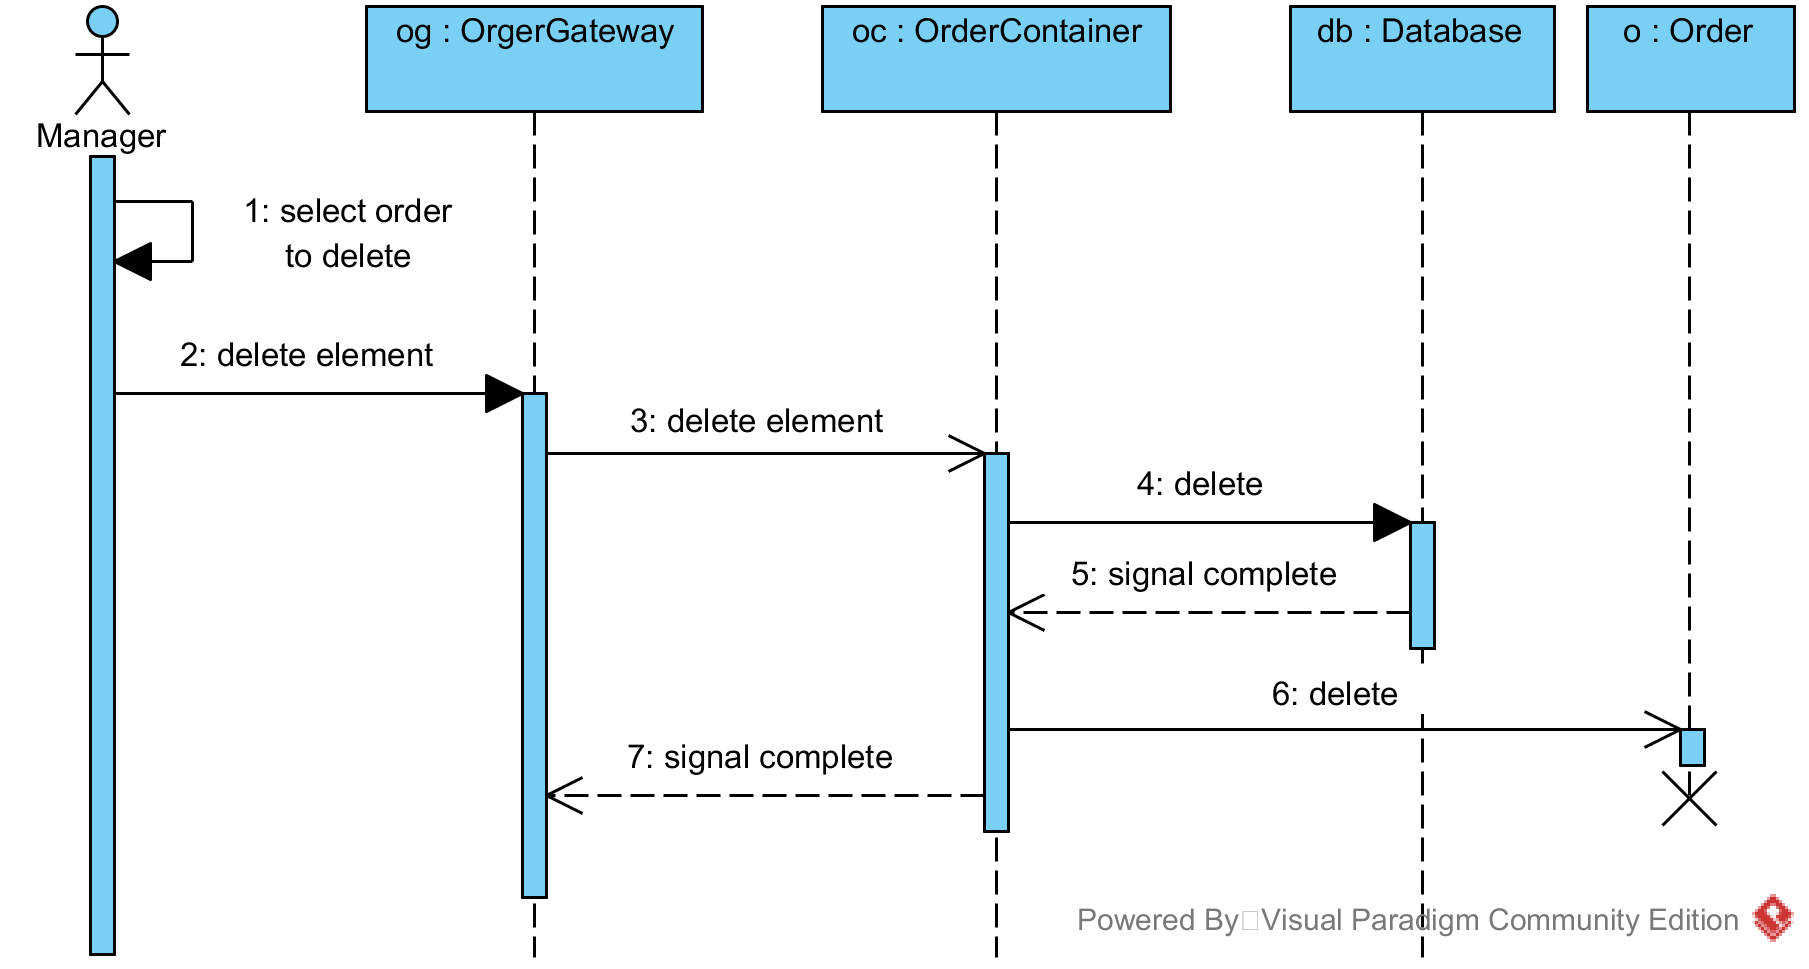 og : OrgerGateway
oc : OrderContainer
db : Database
o : Order
Manager
1: select order
to delete
2: delete element
3: delete element
4: delete
5: signal complete
6: delete
7: signal complete
Powered By Visual Paradigm Community Edition